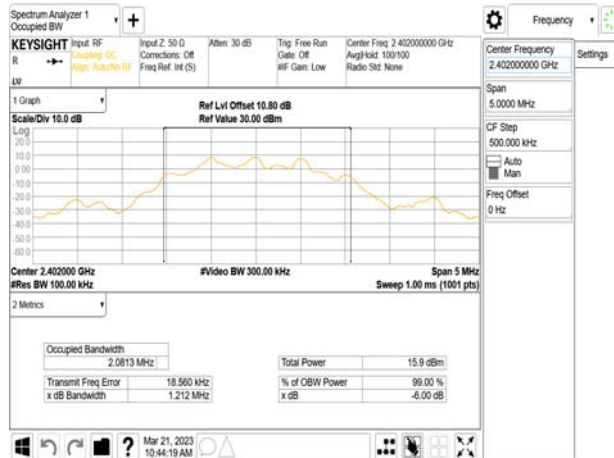 Spectrum Analyzer 1
Occupied BW
Frequency
KEYSIGHT Input: RF
R
Coupling: DC
Align: Auto/No RF
Input Z: 50 Ω
Corrections: Off
Freq Ref: Int (S)
Atten: 30 dB
Trig: Free Run
Gate: Off
#IF Gain: Low
Center Freq: 2.402000000 GHz
Avg|Hold: 100/100
Radio Std: None
Center Frequency
2.402000000 GHz
Settings
Span
5.0000 MHz
CF Step
500.000 kHz
Auto
Man
Freq Offset
0 Hz
1 Graph
Scale/Div 10.0 dB
Ref Lvl Offset 10.80 dB
Ref Value 30.00 dBm
Log
20.0
10.0
0.00
-10.0
-20.0
-30.0
-40.0
-50.0
-60.0
Center 2.402000 GHz
#Res BW 100.00 kHz
#Video BW 300.00 kHz
Span 5 MHz
Sweep 1.00 ms (1001 pts)
2 Metrics
Occupied Bandwidth
2.0813 MHz
Transmit Freq Error 18.560 kHz
x dB Bandwidth 1.212 MHz
Total Power 15.9 dBm
% of OBW Power 99.00 %
x dB -6.00 dB
?
Mar 21, 2023
10:44:19 AM